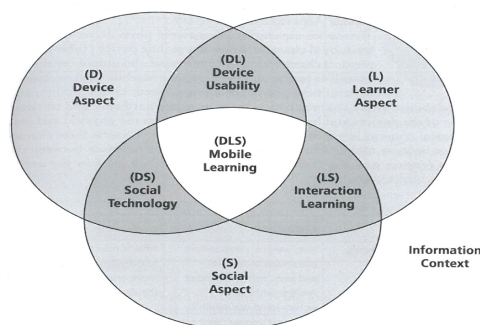 (D)
Device
Aspect
(DL)
Device
Usability
(L)
Learner
Aspect
(DLS)
Mobile
Learning
(DS)
Social
Technology
(LS)
Interaction
Learning
(S)
Social
Aspect
Information
Context